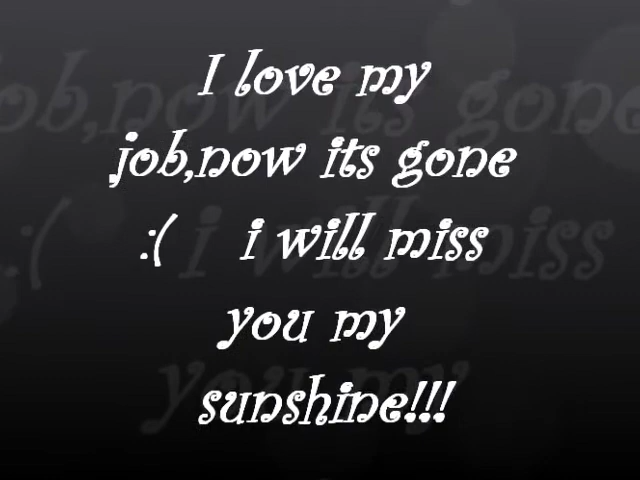 I love my
job,now its gone
:(    i will miss
you my
sunshine!!!